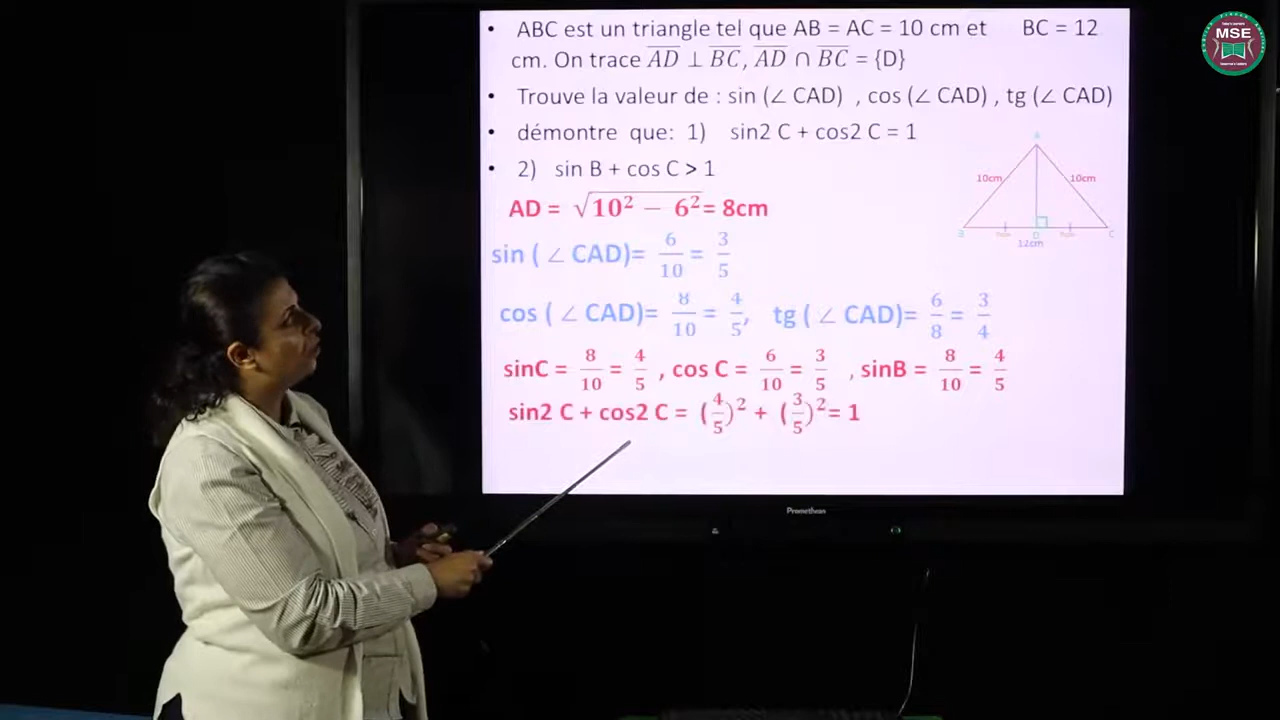 • ABC est un triangle tel que AB = AC = 10 cm et BC = 12
cm. On trace AD ⊥ BC, AD ∩ BC = {D}
• Trouve la valeur de : sin (∠ CAD) , cos (∠ CAD) , tg (∠ CAD)
• démontre que: 1) sin2 C + cos2 C = 1
• 2) sin B + cos C > 1
AD = √10² − 6² = 8cm
sin ( ∠ CAD)= 6/10 = 3/5
cos ( ∠ CAD)= 8/10 = 4/5, tg ( ∠ CAD)= 6/8 = 3/4
sinC = 8/10 = 4/5 , cos C = 6/10 = 3/5 , sinB = 8/10 = 4/5
sin2 C + cos2 C = (4/5)² + (3/5)² = 1
A
10cm 10cm
B D C
12cm
Promethean
MSE